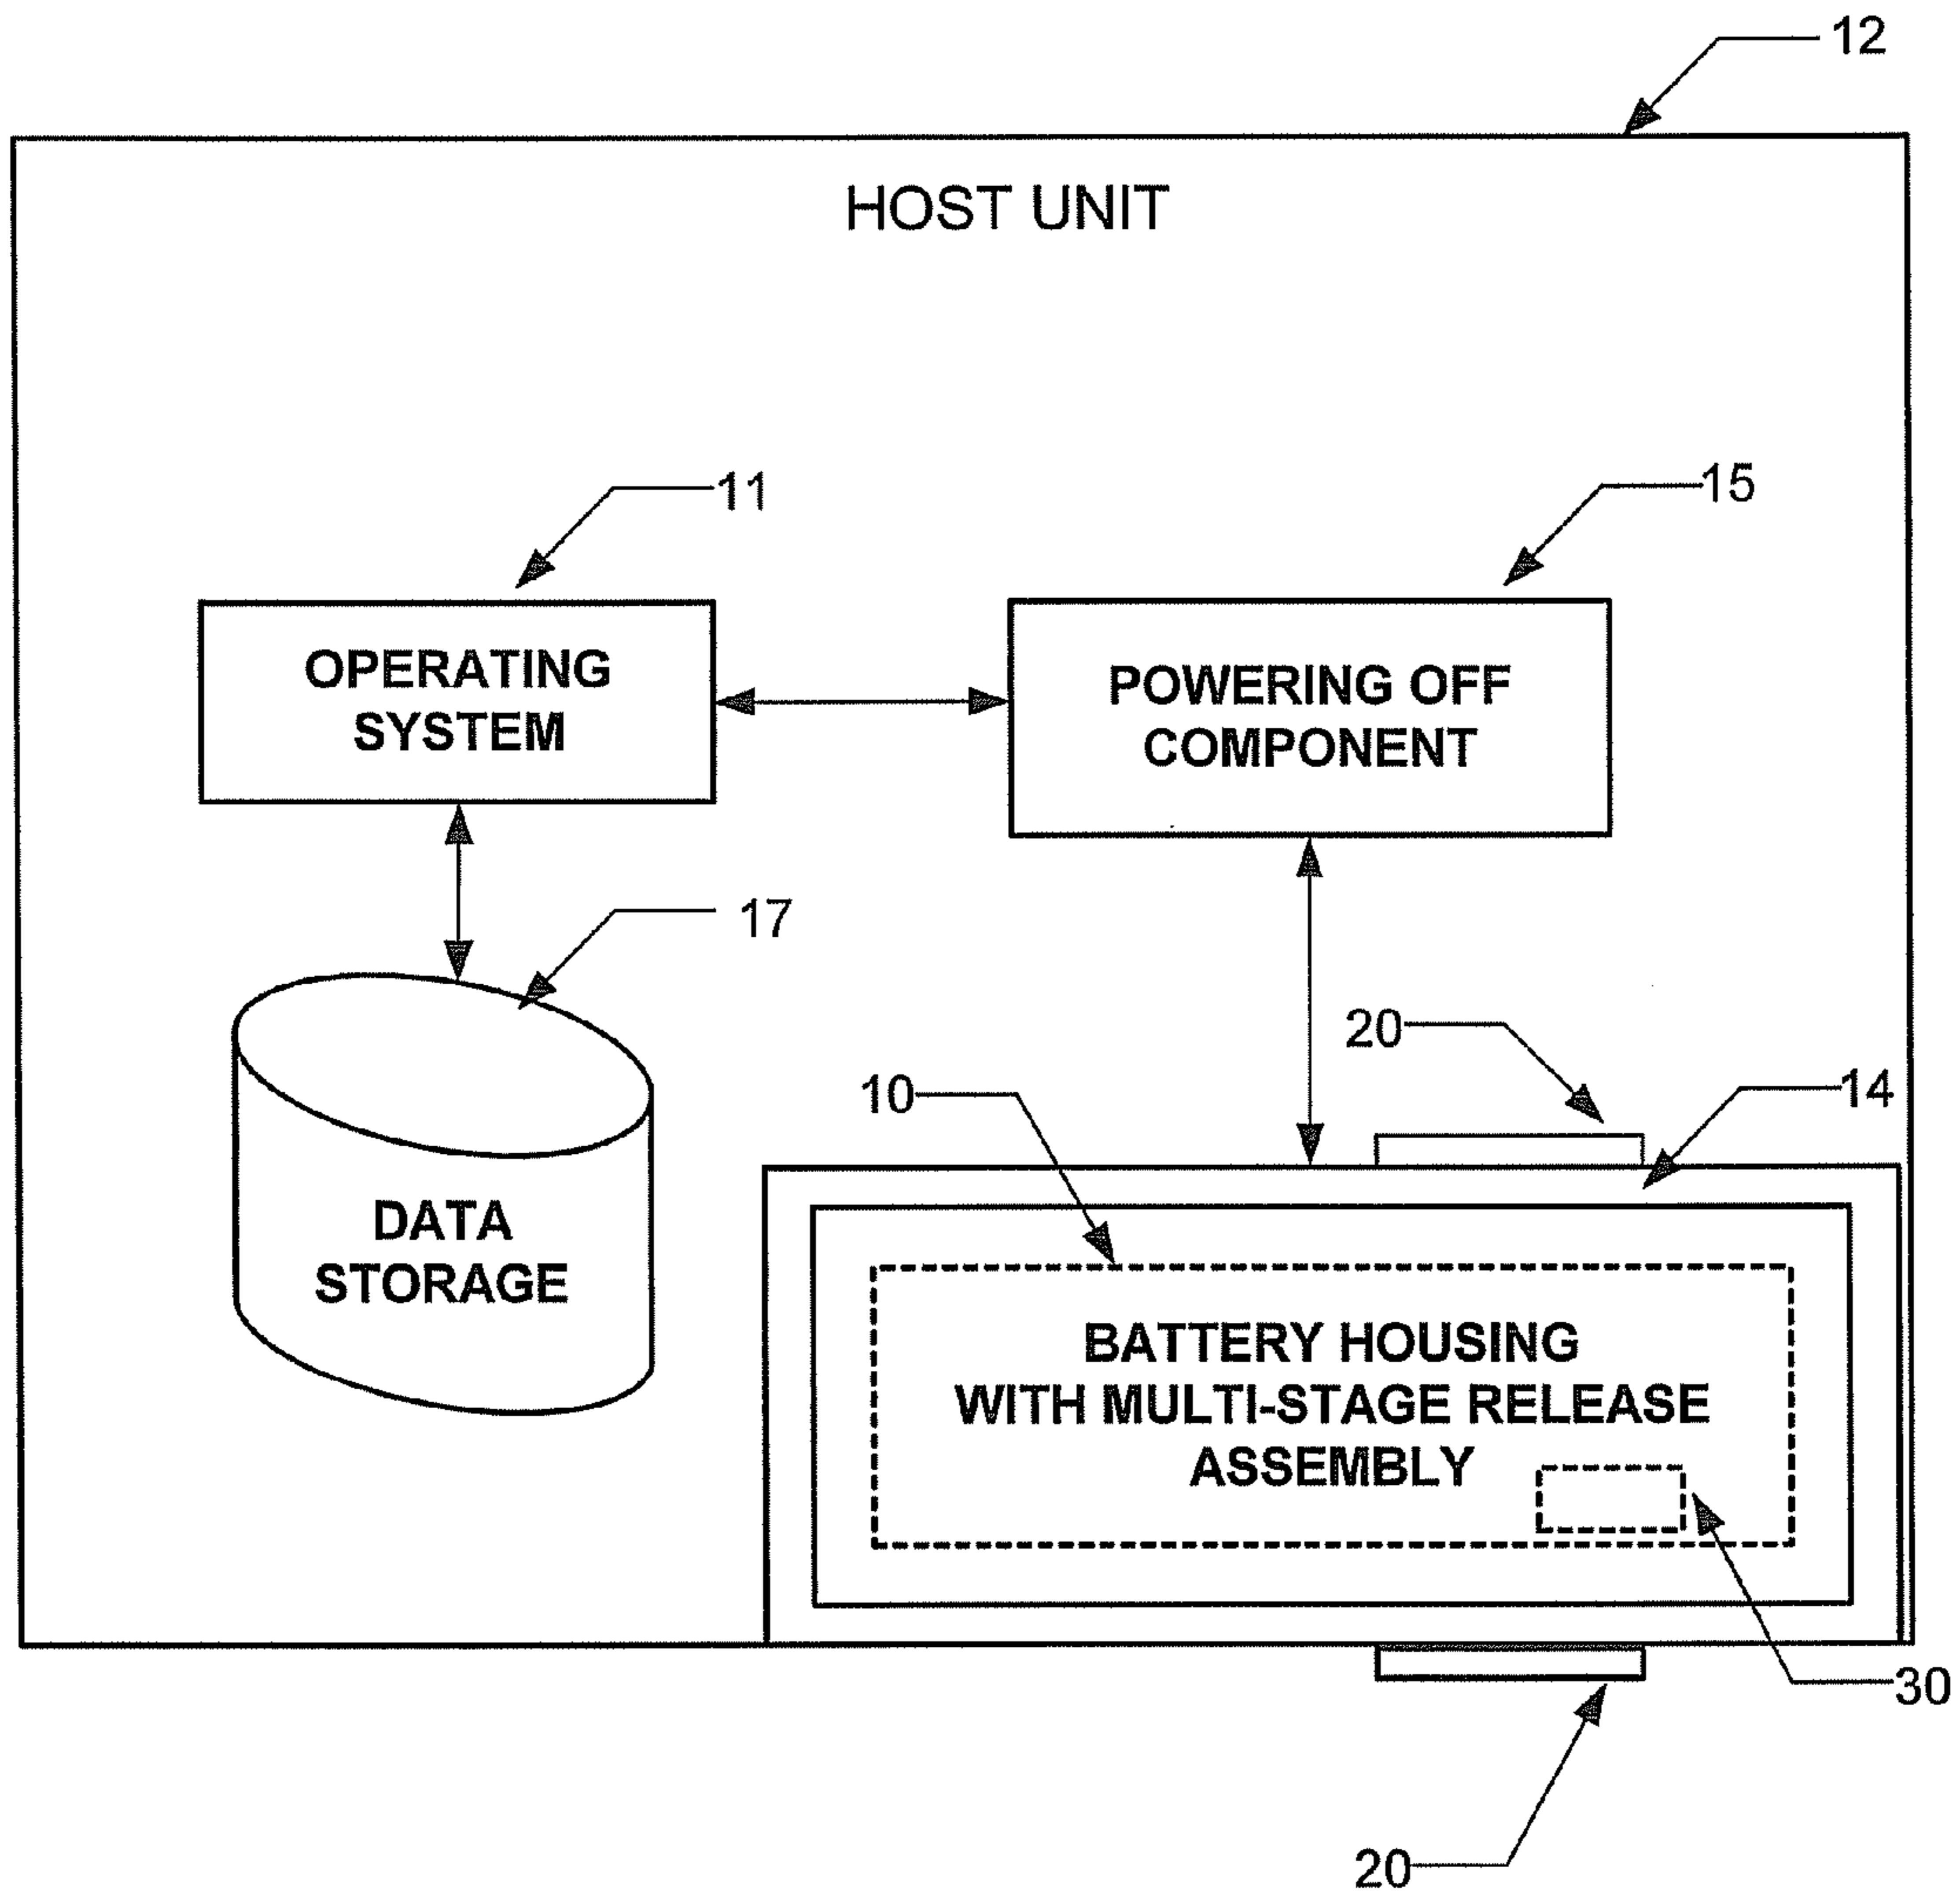 12
HOST UNIT
11
15
OPERATING
SYSTEM
POWERING OFF
COMPONENT
17
20
10
14
DATA
STORAGE
BATTERY HOUSING
WITH MULTI-STAGE RELEASE
ASSEMBLY
30
20